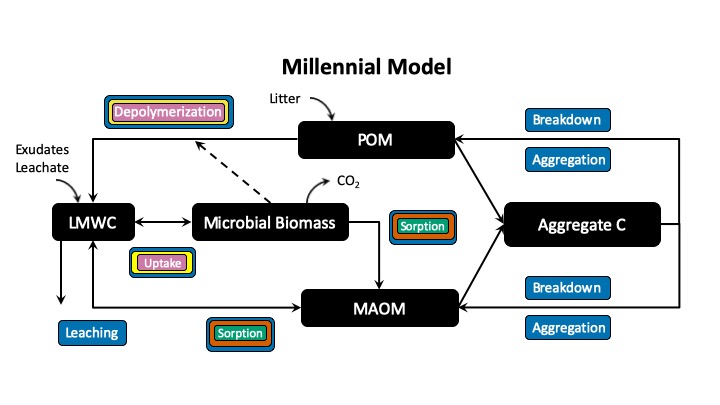 Millennial Model
Depolymerization
Litter
Breakdown
POM
Exudates
Leachate
Aggregation
CO₂
LMWC
Microbial Biomass
Sorption
Aggregate C
Uptake
Breakdown
MAOM
Leaching
Sorption
Aggregation